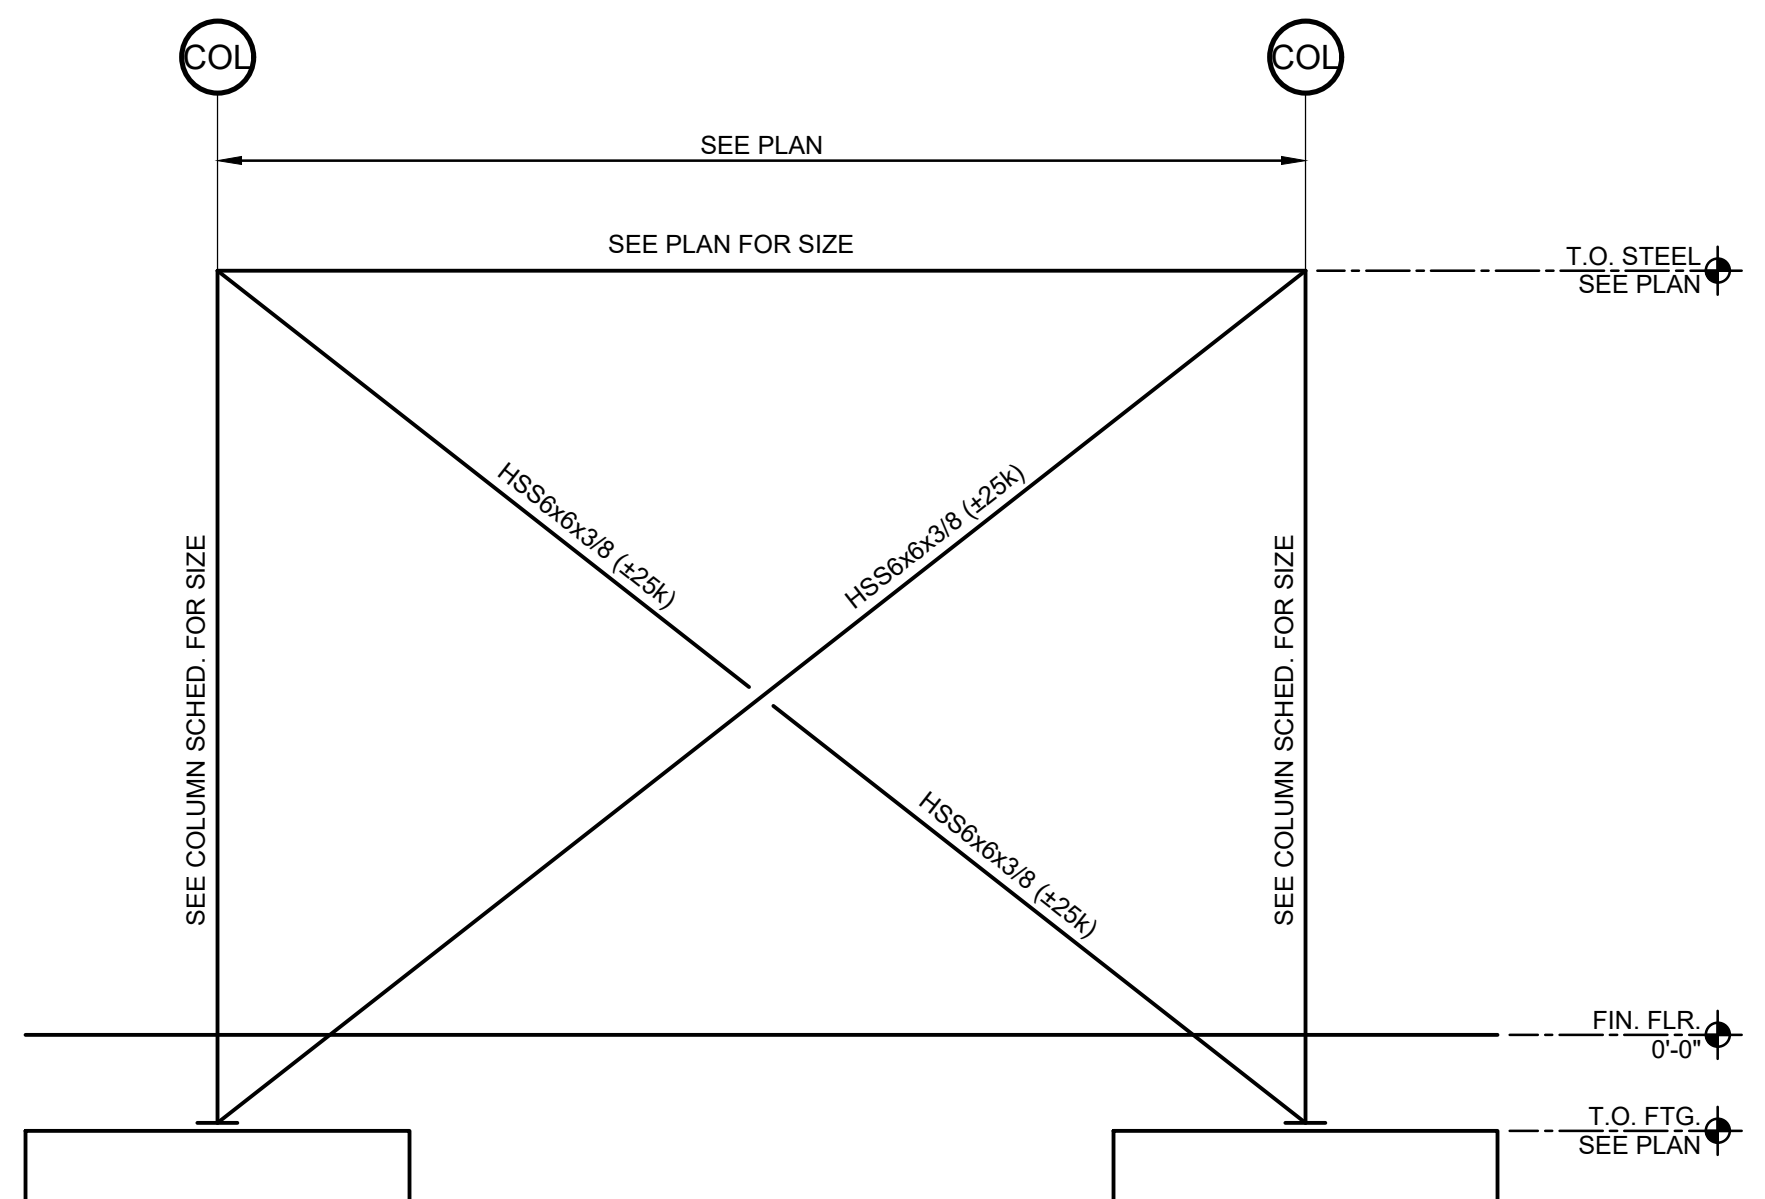 COL
COL
SEE PLAN
SEE PLAN FOR SIZE
T.O. STEEL
SEE PLAN
HSS6x6x3/8 (±25k)
HSS6x6x3/8 (±25k)
SEE COLUMN SCHED. FOR SIZE
SEE COLUMN SCHED. FOR SIZE
HSS6x6x3/8 (±25k)
FIN. FLR.
0'-0"
T.O. FTG.
SEE PLAN